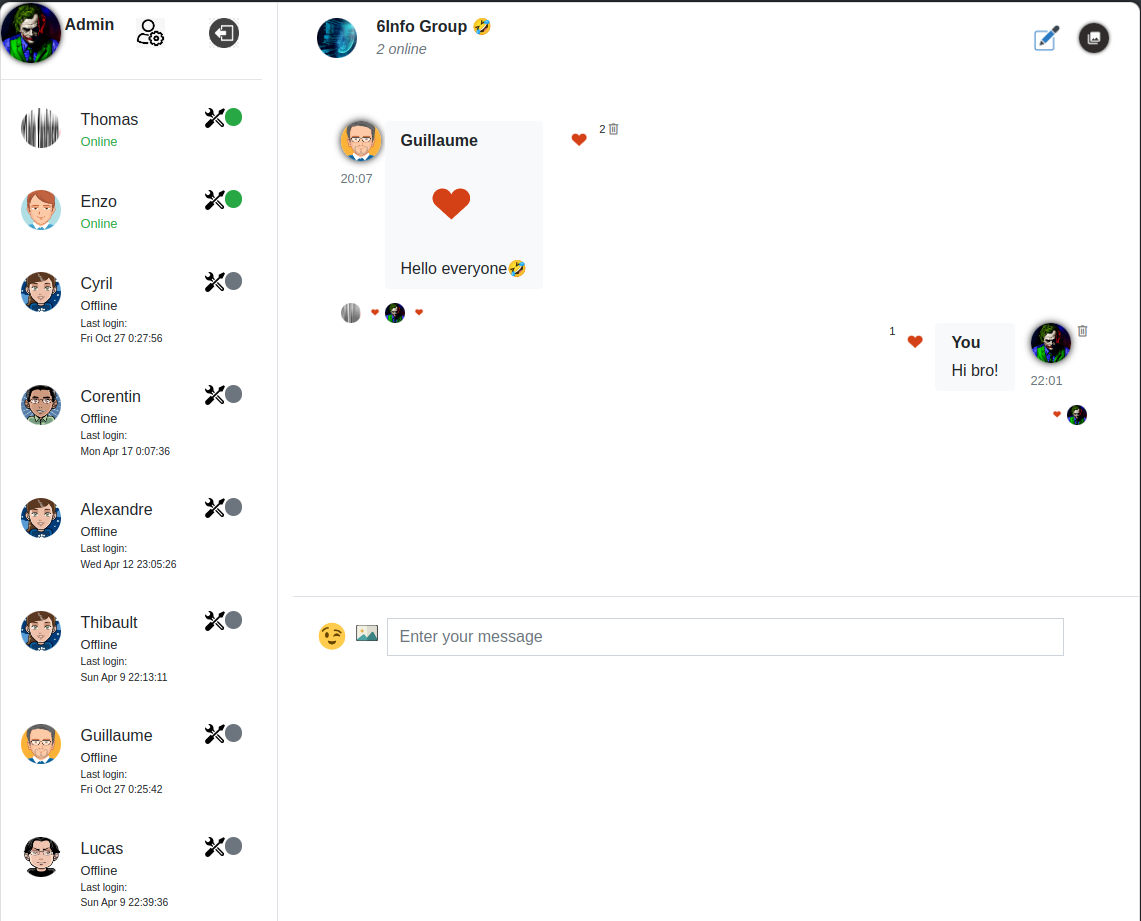 Admin
Thomas
Online
Enzo
Online
Cyril
Offline
Last login:
Fri Oct 27 0:27:56
Corentin
Offline
Last login:
Mon Apr 17 0:07:36
Alexandre
Offline
Last login:
Wed Apr 12 23:05:26
Thibault
Offline
Last login:
Sun Apr 9 22:13:11
Guillaume
Offline
Last login:
Fri Oct 27 0:25:42
Lucas
Offline
Last login:
Sun Apr 9 22:39:36
6Info Group 🤣
2 online
Guillaume
2
20:07
Hello everyone🤣
1
You
Hi bro!
22:01
Enter your message